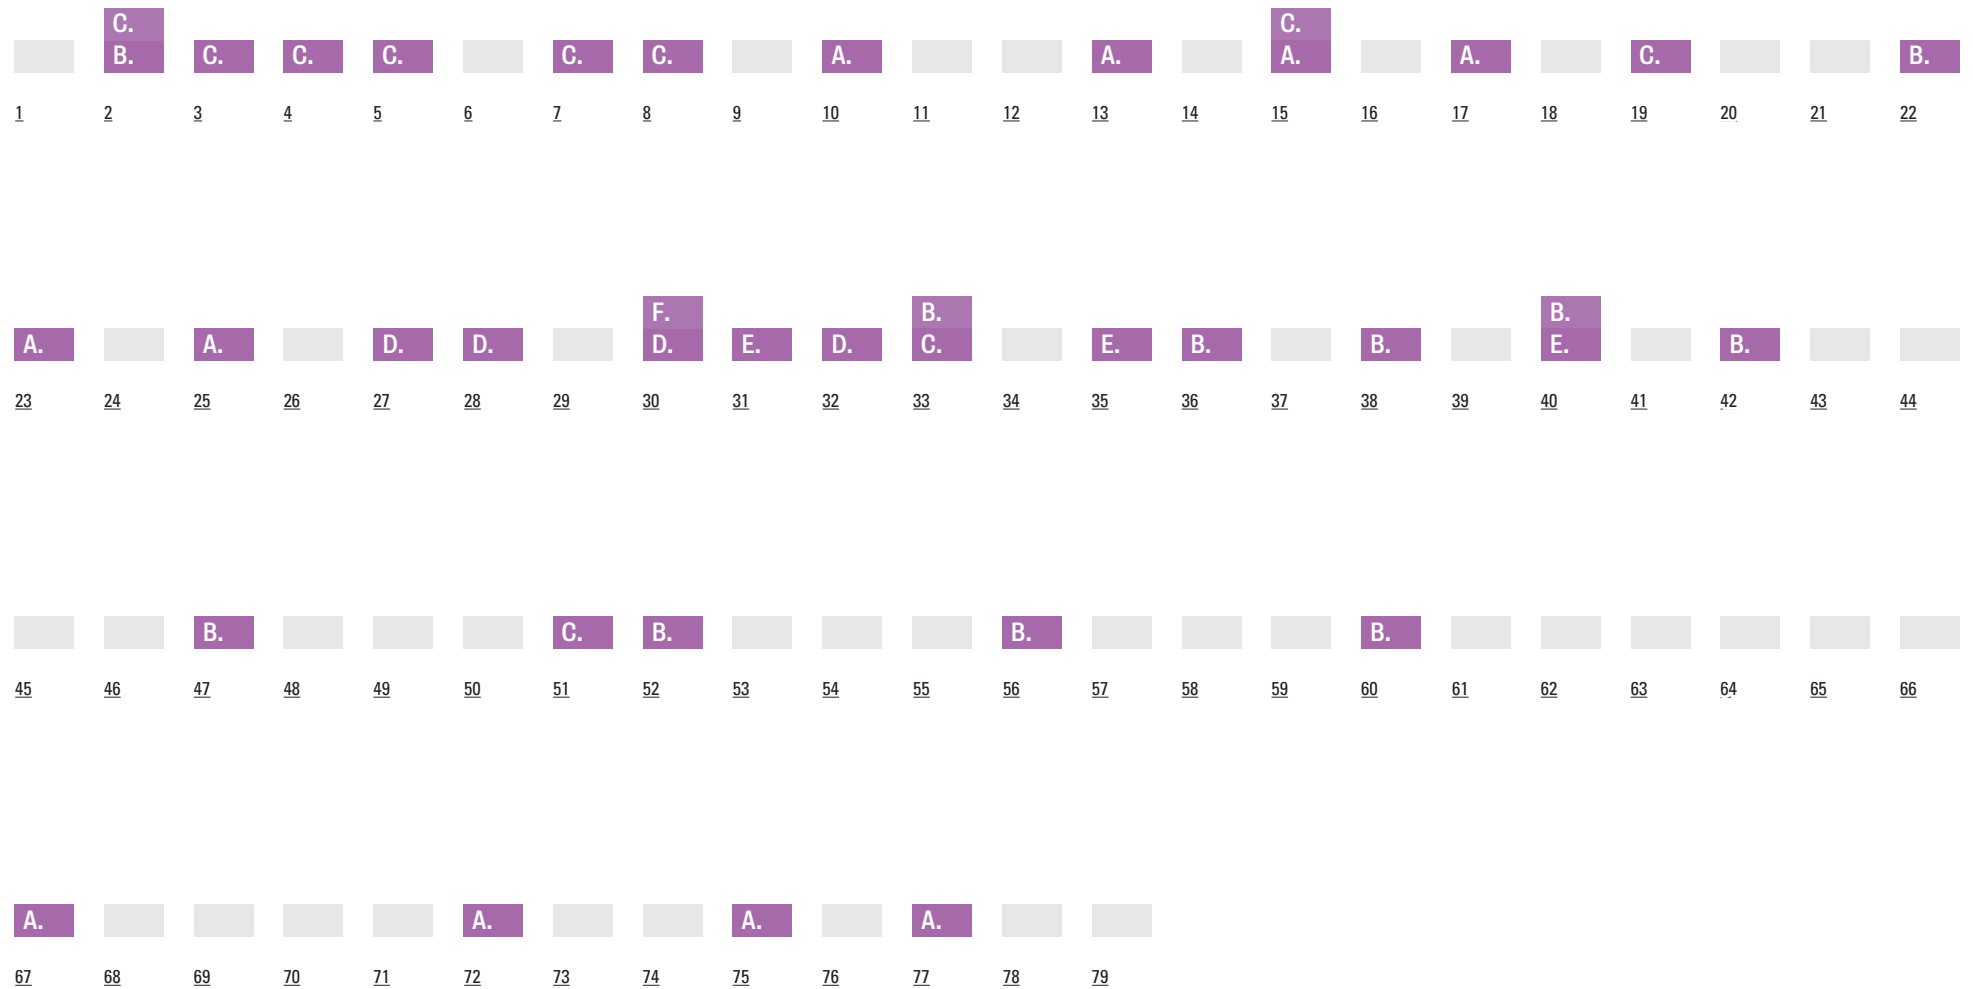 C. C.
B. C. C. C. C. C. A. A. A. A. C. B.
1 2 3 4 5 6 7 8 9 10 11 12 13 14 15 16 17 18 19 20 21 22
F. B. B.
A. A. D. D. D. E. D. C. E. B. B. E. B.
23 24 25 26 27 28 29 30 31 32 33 34 35 36 37 38 39 40 41 42 43 44
B. C. B. B. B.
45 46 47 48 49 50 51 52 53 54 55 56 57 58 59 60 61 62 63 64 65 66
A. A. A. A.
67 68 69 70 71 72 73 74 75 76 77 78 79